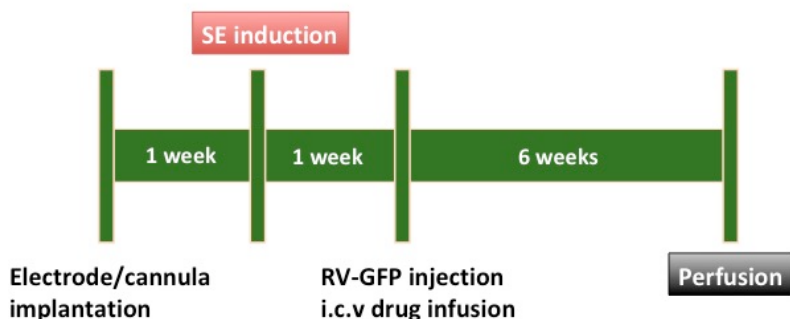 SE induction
1 week
1 week
6 weeks
Electrode/cannula
implantation
RV-GFP injection
i.c.v drug infusion
Perfusion